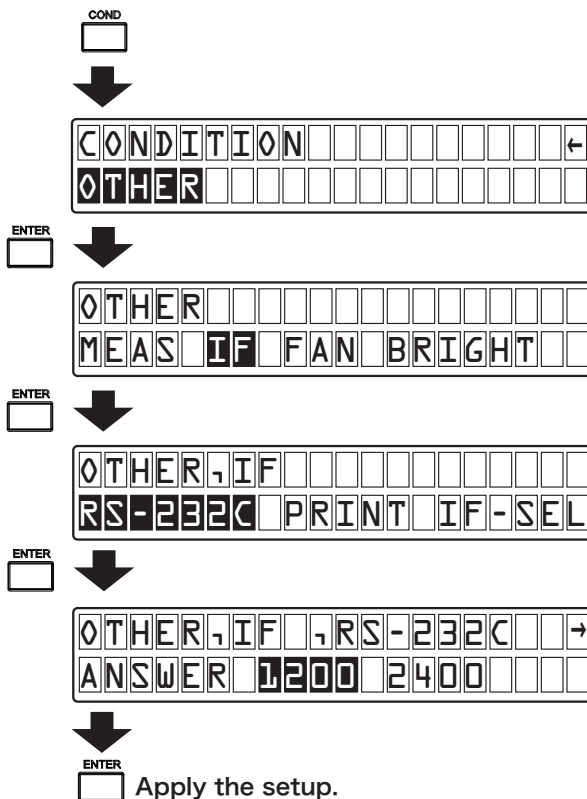 COND
CONDITION ←
OTHER
ENTER
OTHER
MEAS IF FAN BRIGHT
ENTER
OTHER,IF
RS-232C PRINT IF-SEL
ENTER
OTHER,IF ,RS-232C →
ANSWER 1200 2400
ENTER
Apply the setup.